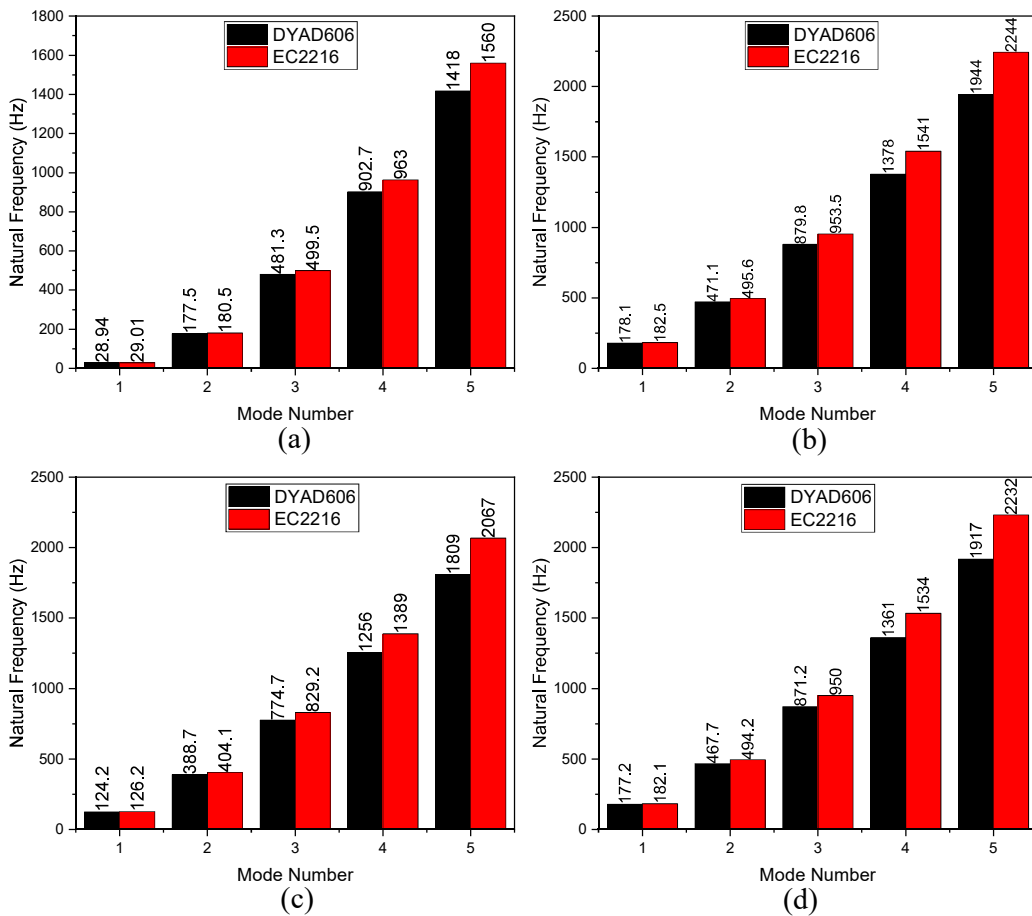 DYAD606
EC2216
Natural Frequency (Hz)
1800
1600
1400
1200
1000
800
600
400
200
0
28.94
29.01
177.5
180.5
481.3
499.5
902.7
963
1418
1560
1 2 3 4 5
Mode Number
(a)
DYAD606
EC2216
Natural Frequency (Hz)
2500
2000
1500
1000
500
0
178.1
182.5
471.1
495.6
879.8
953.5
1378
1541
1944
2244
1 2 3 4 5
Mode Number
(b)
DYAD606
EC2216
Natural Frequency (Hz)
2500
2000
1500
1000
500
0
124.2
126.2
388.7
404.1
774.7
829.2
1256
1389
1809
2067
1 2 3 4 5
Mode Number
(c)
DYAD606
EC2216
Natural Frequency (Hz)
2500
2000
1500
1000
500
0
177.2
182.1
467.7
494.2
871.2
950
1361
1534
1917
2232
1 2 3 4 5
Mode Number
(d)